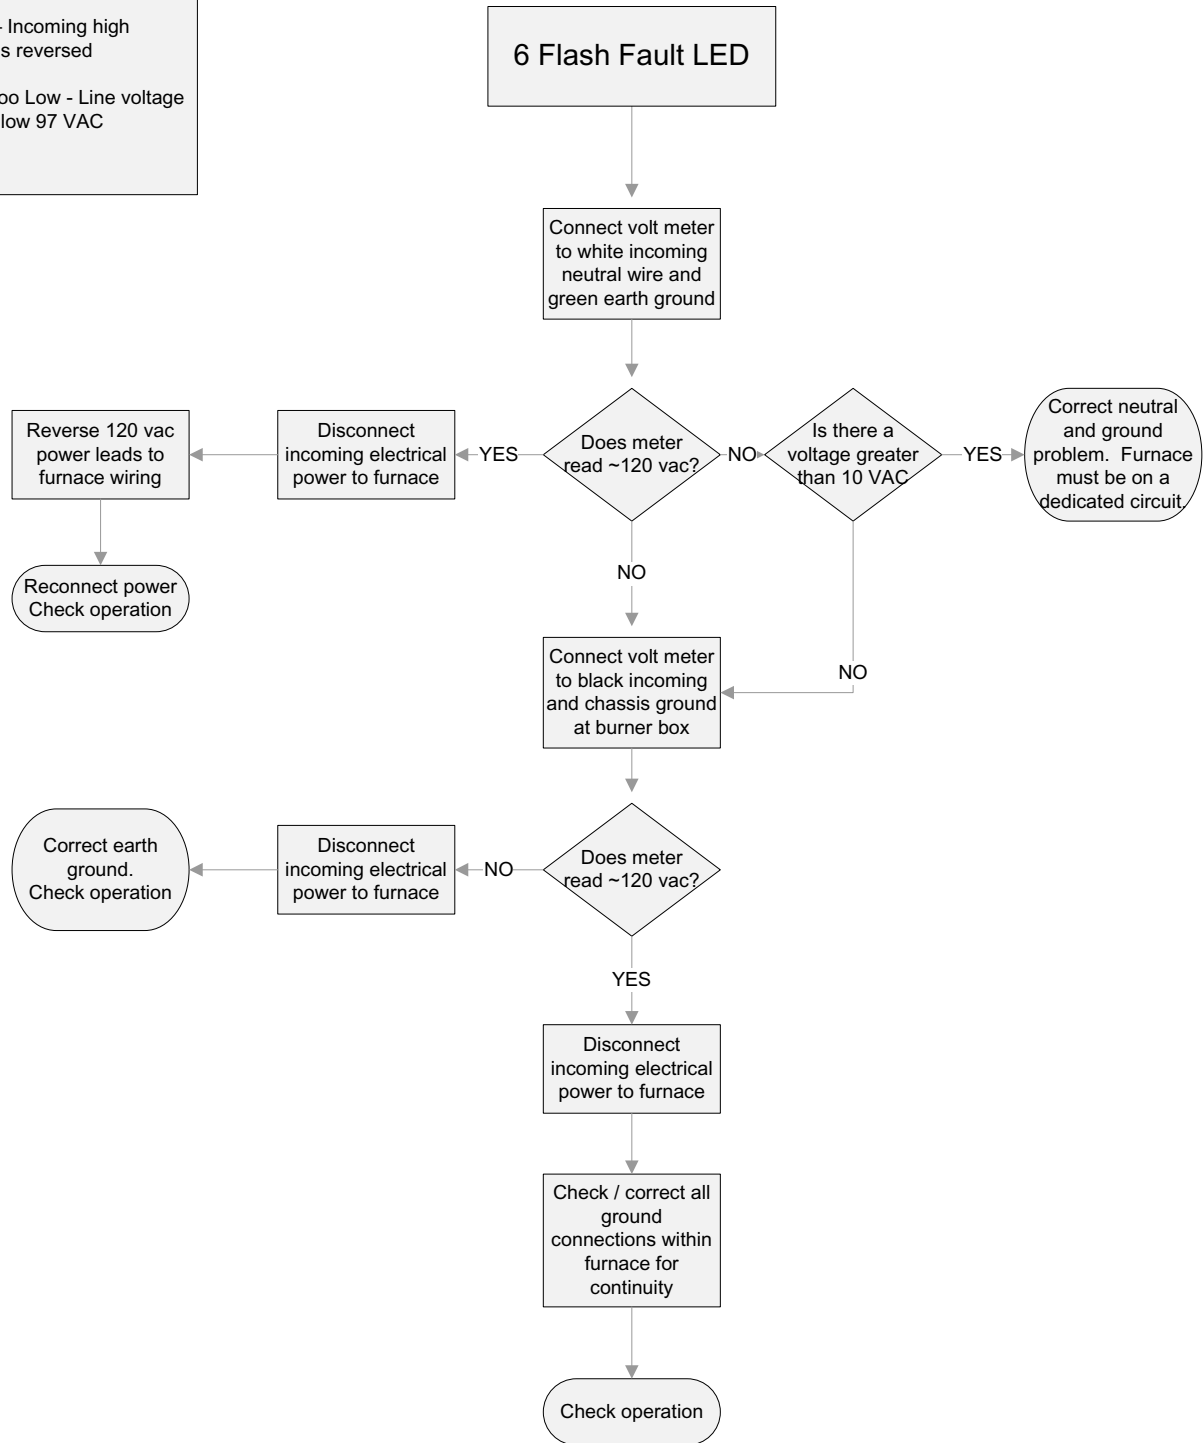 - Incoming high
s reversed
oo Low - Line voltage
low 97 VAC
6 Flash Fault LED
Connect volt meter
to white incoming
neutral wire and
green earth ground
Reverse 120 vac
power leads to
furnace wiring
Disconnect
incoming electrical
power to furnace
YES
Does meter
read ~120 vac?
NO
Is there a
voltage greater
than 10 VAC
YES
Correct neutral
and ground
problem. Furnace
must be on a
dedicated circuit.
Reconnect power
Check operation
NO
NO
Connect volt meter
to black incoming
and chassis ground
at burner box
Correct earth
ground.
Check operation
Disconnect
incoming electrical
power to furnace
NO
Does meter
read ~120 vac?
YES
Disconnect
incoming electrical
power to furnace
Check / correct all
ground
connections within
furnace for
continuity
Check operation